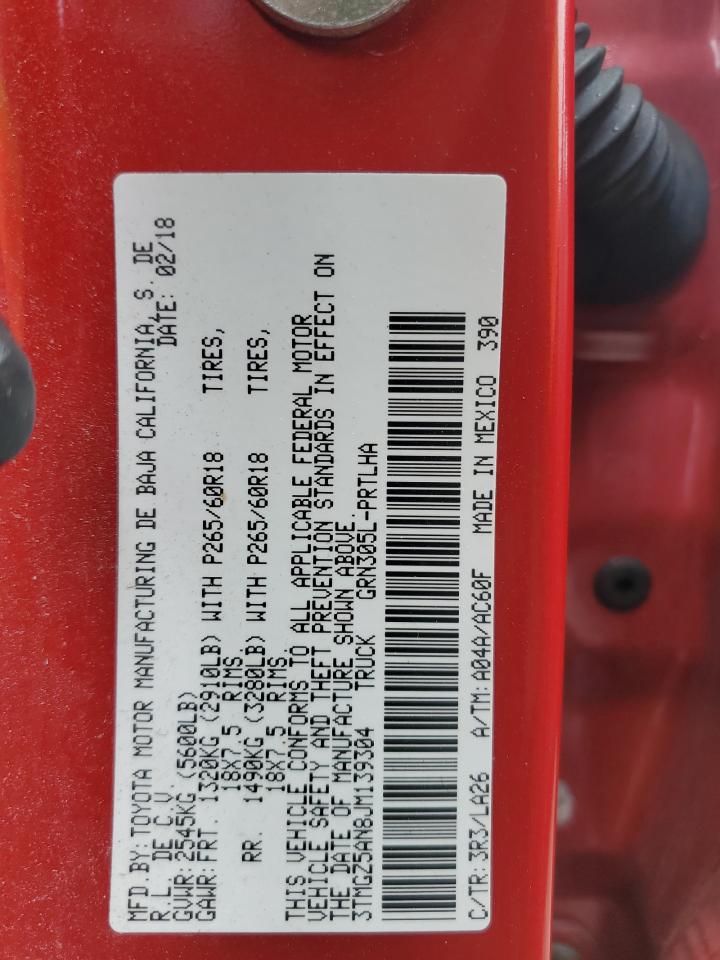 MFD.BY: TOYOTA MOTOR MANUFACTURING DE BAJA CALIFORNIA, S. DE
R.L. DE C.V. DATE: 02/18
GVWR: 2545KG (5600LB)
GAWR: FRT. 1320KG (2910LB) WITH P265/60R18 TIRES,
18X7.5 RIMS.
RR. 1490KG (3280LB) WITH P265/60R18 TIRES,
18X7.5 RIMS.
THIS VEHICLE CONFORMS TO ALL APPLICABLE FEDERAL MOTOR
VEHICLE SAFETY AND THEFT PREVENTION STANDARDS IN EFFECT ON
THE DATE OF MANUFACTURE SHOWN ABOVE.
3TMGZ5AN8JM139304 TRUCK GRN305L-PRTLHA
C/TR: 3R3/LA26 A/TM: A04A/AC60F MADE IN MEXICO 390